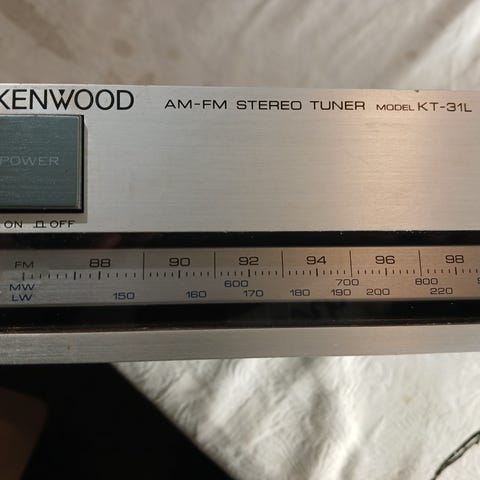 KENWOOD AM-FM STEREO TUNER MODEL KT-31L
POWER
ON OFF
FM 88 90 92 94 96 98
MW 600 700 800
LW 150 160 170 180 190 200 220